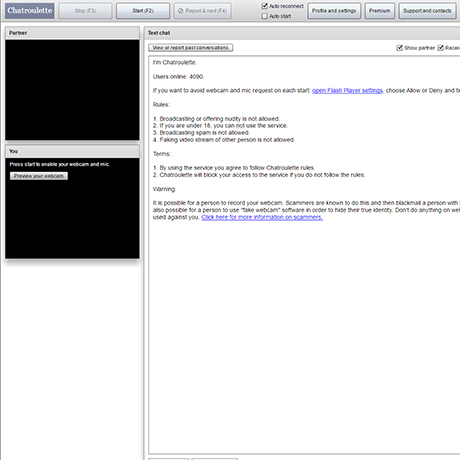 Chatroulette
Stop (F3)
Start (F2)
Report & next (F4)
Auto reconnect
Auto start
Profile and settings
Premium
Support and contacts
Partner
Text chat
View or report past conversations
Show partner
Receiv
I'm Chatroulette.
Users online: 4090.
If you want to avoid webcam and mic request on each start: open Flash Player settings, choose Allow or Deny and tic
Rules:
1. Broadcasting or offering nudity is not allowed.
2. If you are under 18, you can not use the service.
3. Broadcasting spam is not allowed.
4. Faking video stream of other person is not allowed.
You
Press start to enable your webcam and mic.
Preview your webcam
Terms:
1. By using the service you agree to follow Chatroulette rules.
2. Chatroulette will block your access to the service if you do not follow the rules.
Warning:
It is possible for a person to record your webcam. Scammers are known to do this and then blackmail a person with
also possible for a person to use "fake webcam" software in order to hide their true identity. Don't do anything on
used against you. Click here for more information on scammers.